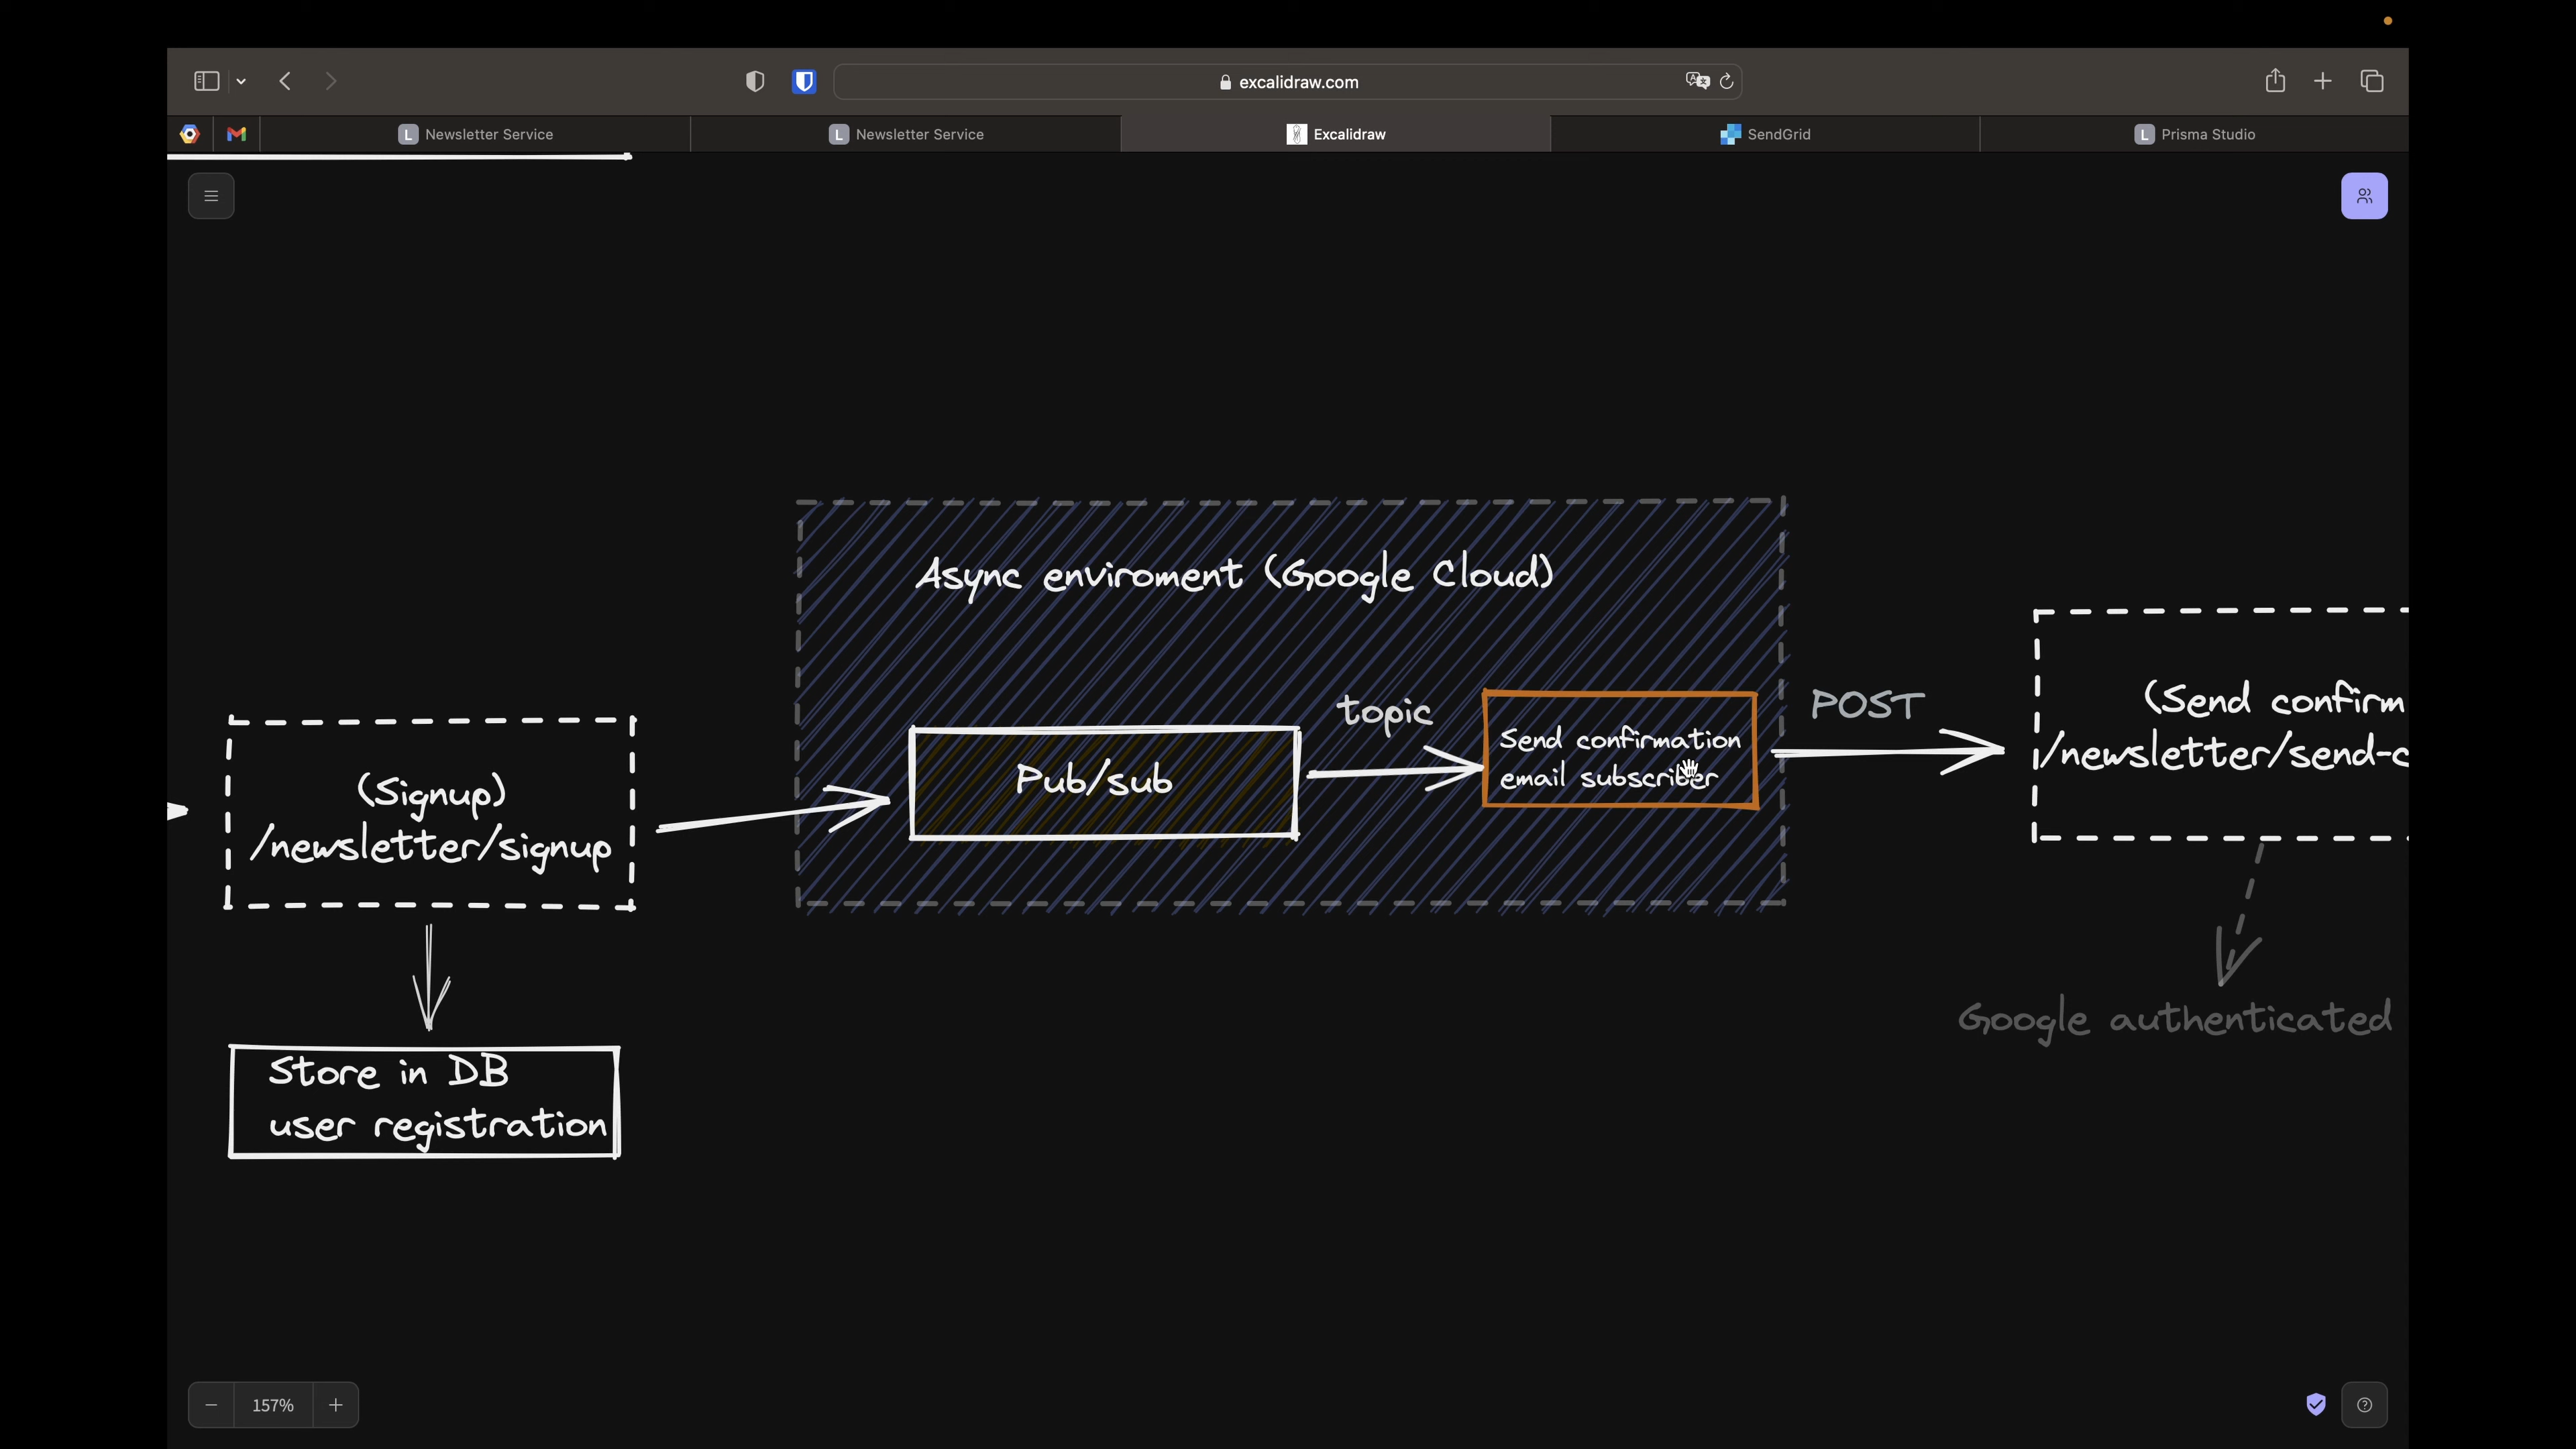 excalidraw.com
L Newsletter Service
L Newsletter Service
Excalidraw
SendGrid
L Prisma Studio
Async enviroment (Google Cloud)
(Signup)
/newsletter/signup
Pub/sub
topic
Send confirmation
email subscriber
POST
(Send confirm
/newsletter/send-c
Store in DB
user registration
Google authenticated
157%